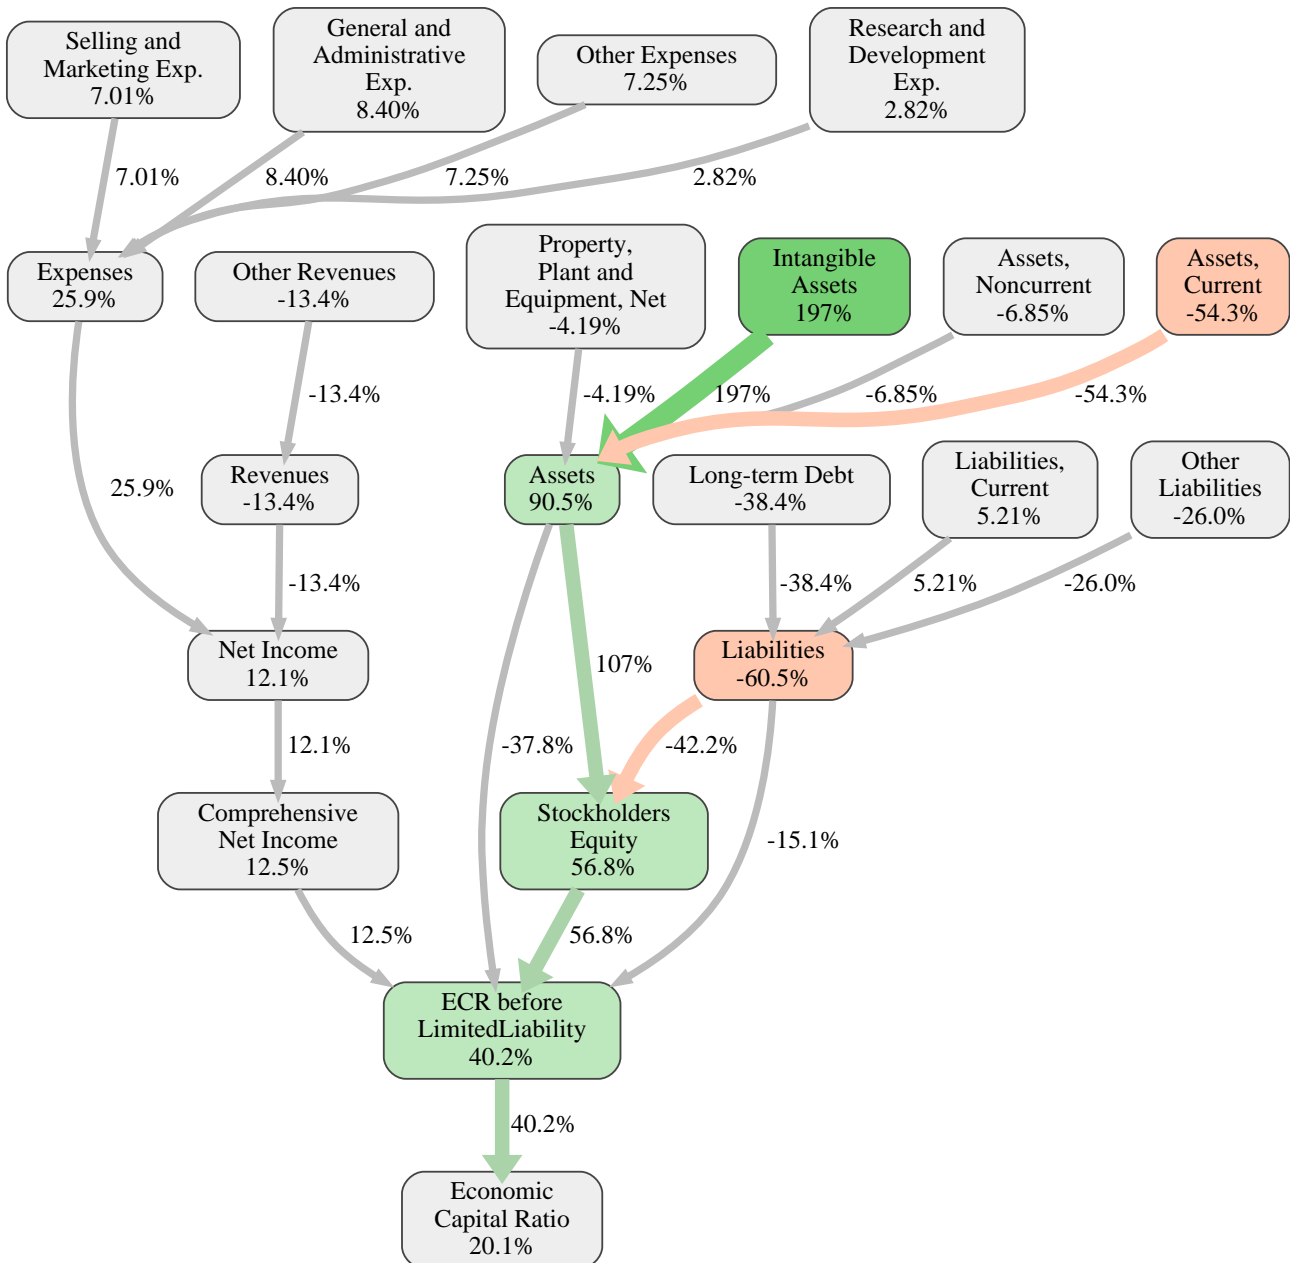 Selling and
Marketing Exp.
7.01%
General and
Administrative
Exp.
8.40%
Other Expenses
7.25%
Research and
Development
Exp.
2.82%
7.01%
8.40%
7.25%
2.82%
Expenses
25.9%
Other Revenues
-13.4%
Property,
Plant and
Equipment, Net
-4.19%
Intangible
Assets
197%
Assets,
Noncurrent
-6.85%
Assets,
Current
-54.3%
-13.4%
-4.19%
197%
-6.85%
-54.3%
25.9%
Revenues
-13.4%
Assets
90.5%
Long-term Debt
-38.4%
Liabilities,
Current
5.21%
Other
Liabilities
-26.0%
-13.4%
-38.4%
5.21%
-26.0%
Net Income
12.1%
107%
Liabilities
-60.5%
12.1%
-37.8%
-42.2%
Comprehensive
Net Income
12.5%
Stockholders
Equity
56.8%
-15.1%
12.5%
56.8%
ECR before
LimitedLiability
40.2%
40.2%
Economic
Capital Ratio
20.1%